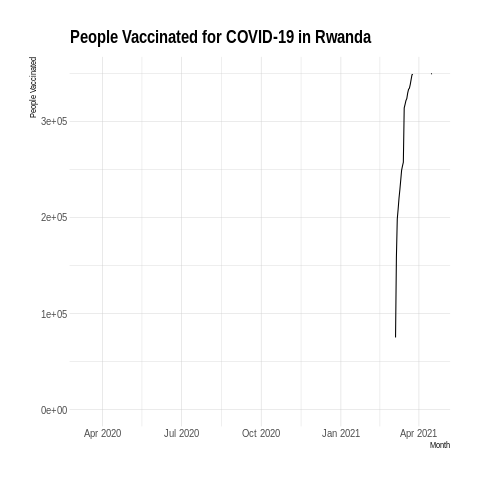 People Vaccinated for COVID-19 in Rwanda
People Vaccinated
3e+05
2e+05
1e+05
0e+00
Apr 2020 Jul 2020 Oct 2020 Jan 2021 Apr 2021
Month